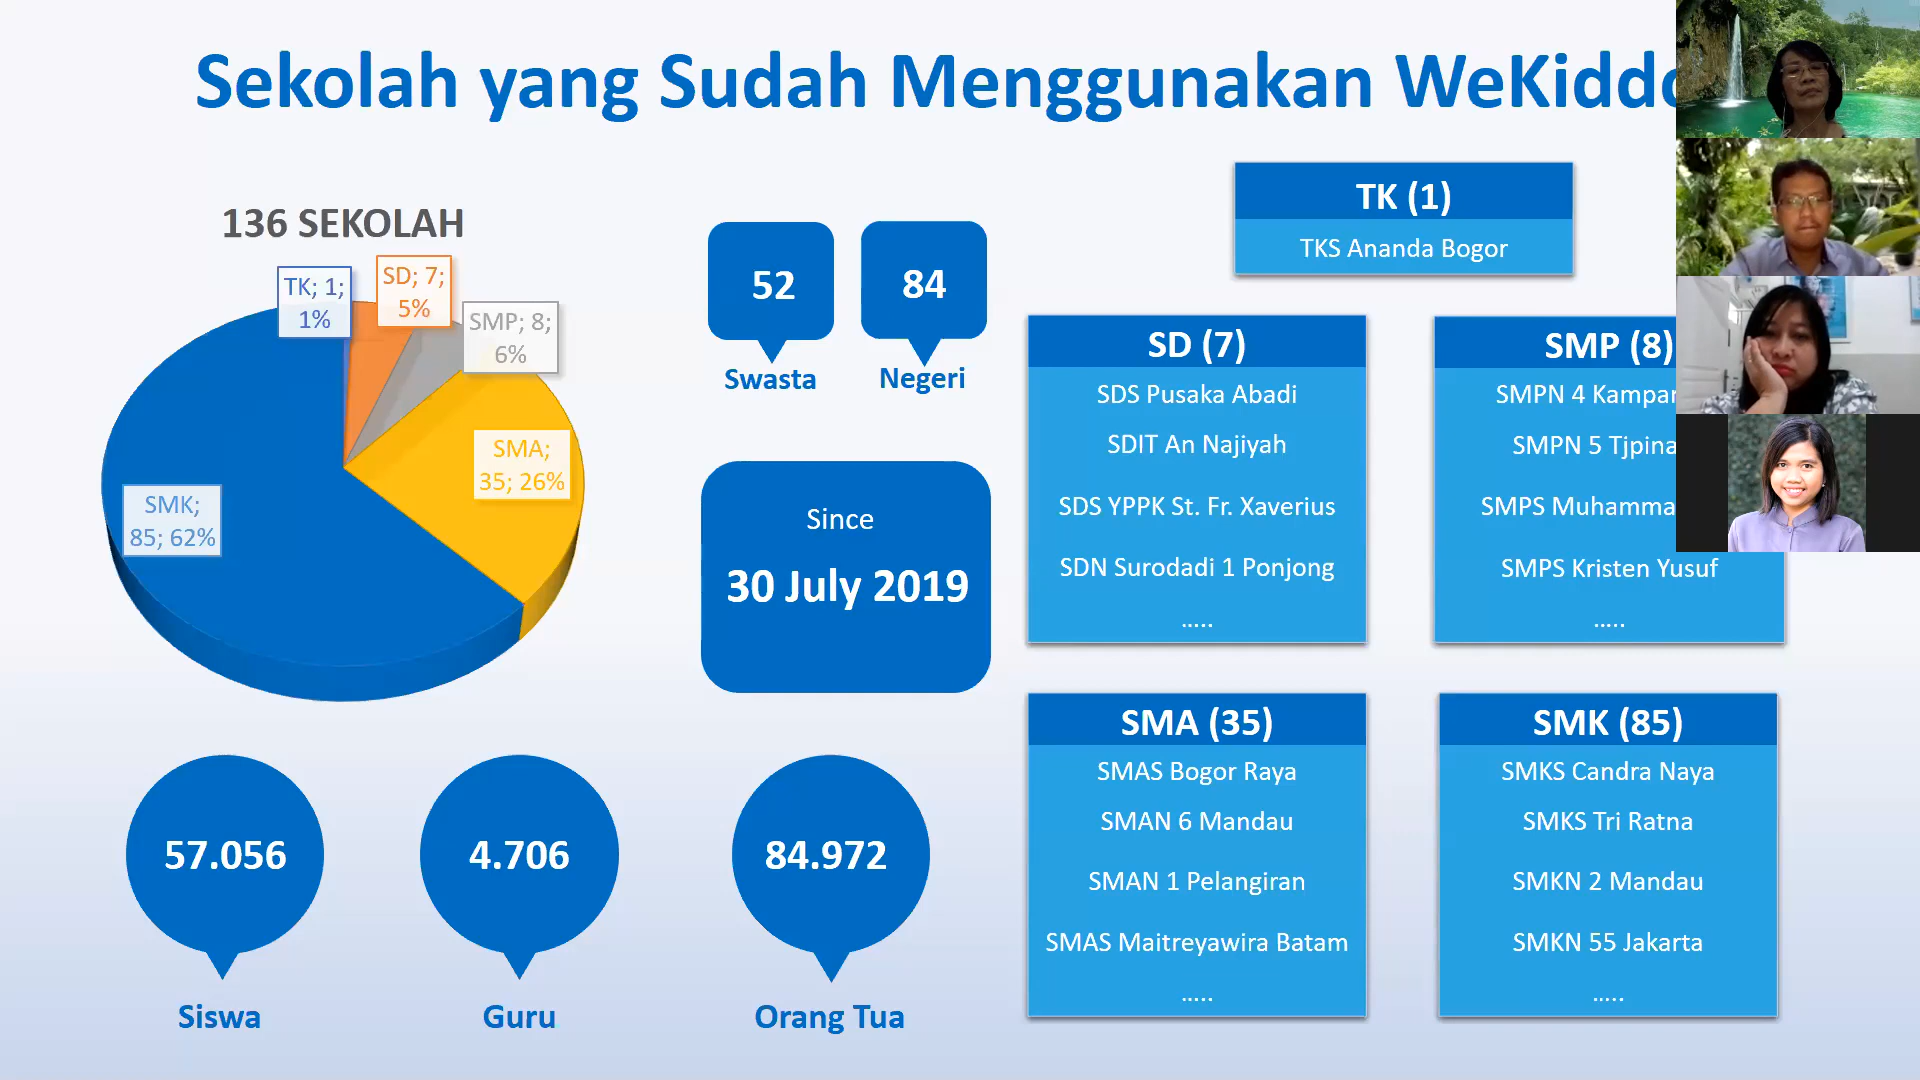 Sekolah yang Sudah Menggunakan
136 SEKOLAH
TK; 1;
1%
SD; 7;
5%
SMP; 8;
6%
SMA;
35; 26%
SMK;
85; 62%
52
Swasta
84
Negeri
Since
30 July 2019
57.056
Siswa
4.706
Guru
84.972
Orang Tua
TK (1)
TKS Ananda Bogor
SD (7)
SDS Pusaka Abadi
SDIT An Najiyah
SDS YPPK St. Fr. Xaverius
SDN Surodadi 1 Ponjong
.....
SMP (8)
SMPN 4
SMPN 5
SMPS
SMPS Kristen Yusuf
.....
SMA (35)
SMAS Bogor Raya
SMAN 6 Mandau
SMAN 1 Pelangiran
SMAS Maitreyawira Batam
.....
SMK (85)
SMKS Candra Naya
SMKS Tri Ratna
SMKN 2 Mandau
SMKN 55 Jakarta
.....